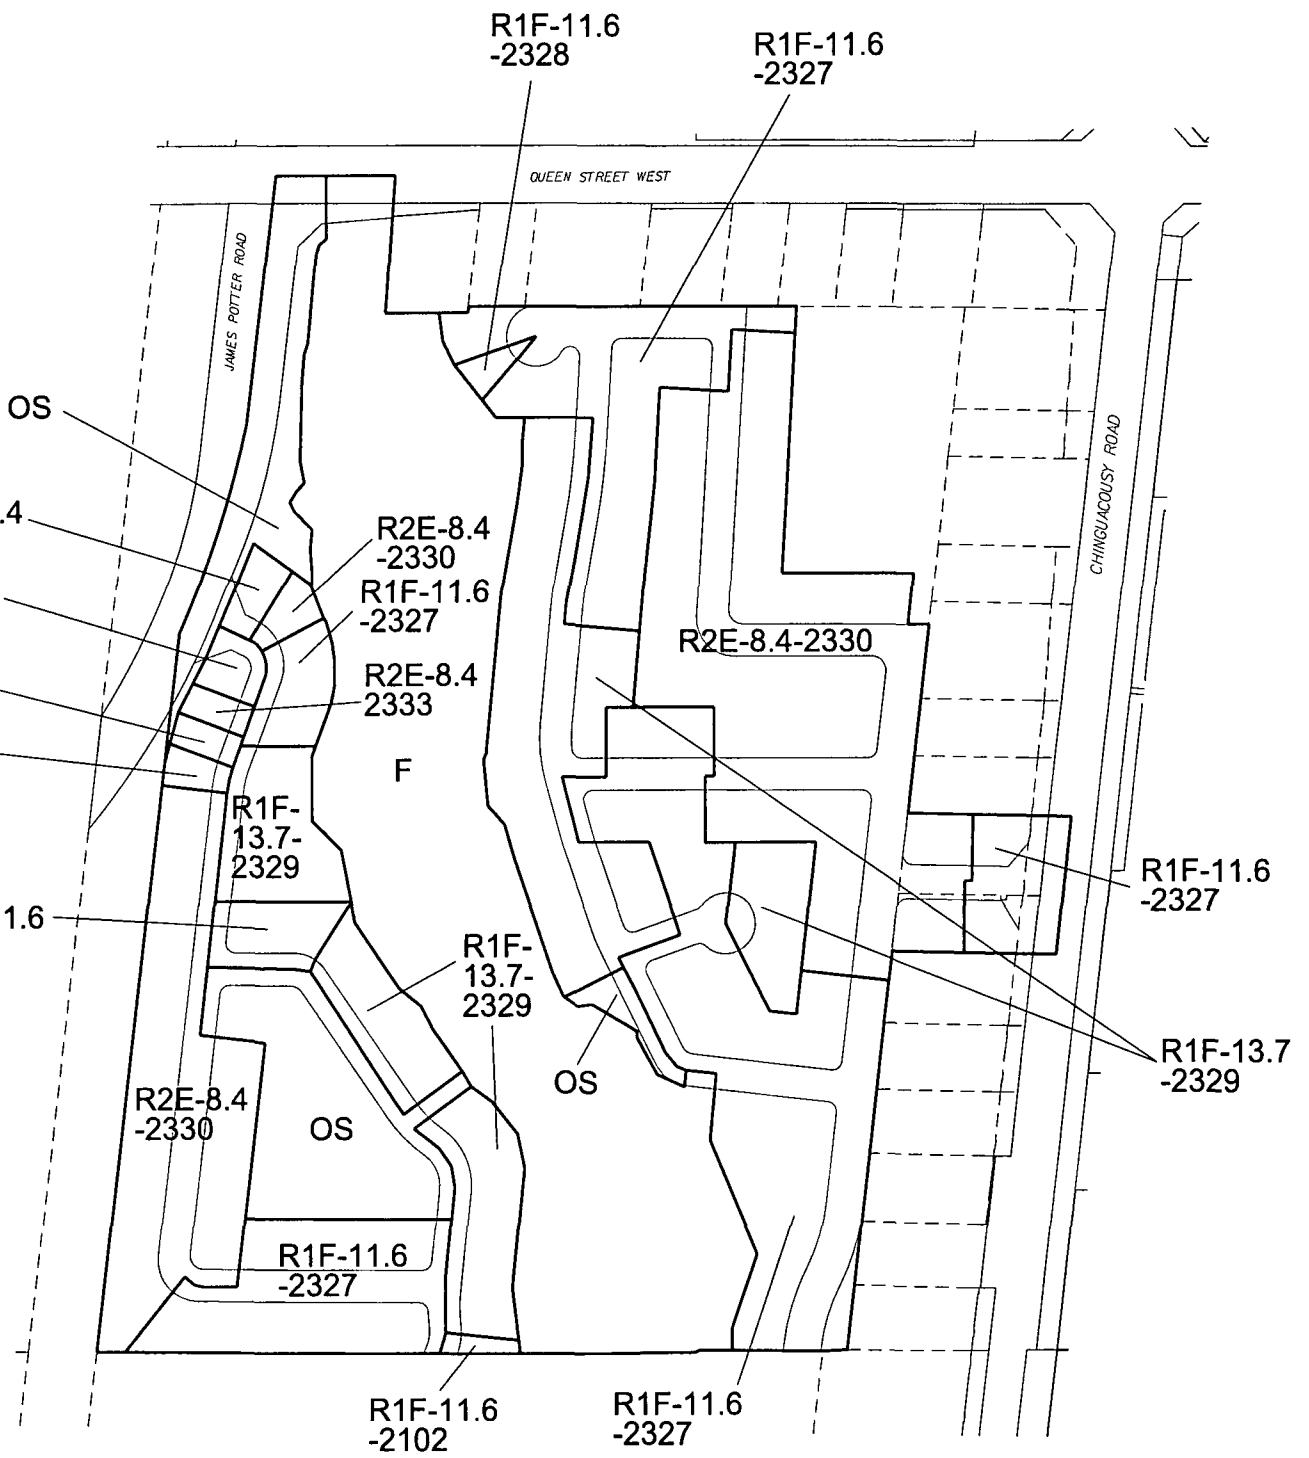 R1F-11.6
-2328
R1F-11.6
-2327
QUEEN STREET WEST
JAMES POTTER ROAD
OS
.4
R2E-8.4
-2330
R1F-11.6
-2327
R2E-8.4
2333
R2E-8.4-2330
CHINGUACOUSY ROAD
F
R1F-
13.7-
2329
R1F-11.6
-2327
1.6
R1F-
13.7-
2329
OS
R1F-13.7
-2329
R2E-8.4
-2330
OS
R1F-11.6
-2327
R1F-11.6
-2102
R1F-11.6
-2327